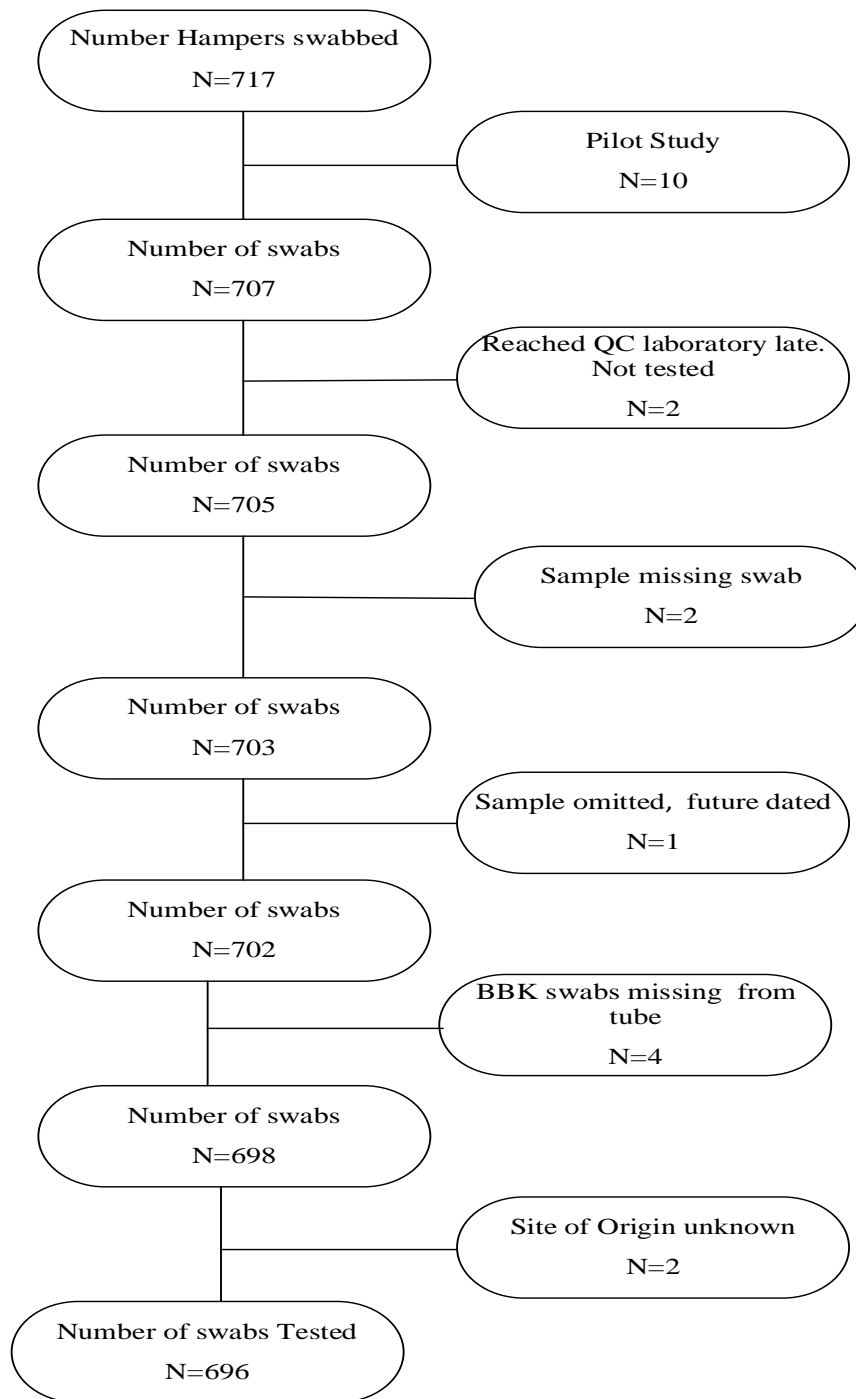 Number Hampers swabbed
N=717
Pilot Study
N=10
Number of swabs
N=707
Reached QC laboratory late.
Not tested
N=2
Number of swabs
N=705
Sample missing swab
N=2
Number of swabs
N=703
Sample omitted, future dated
N=1
Number of swabs
N=702
BBK swabs missing from
tube
N=4
Number of swabs
N=698
Site of Origin unknown
N=2
Number of swabs Tested
N=696